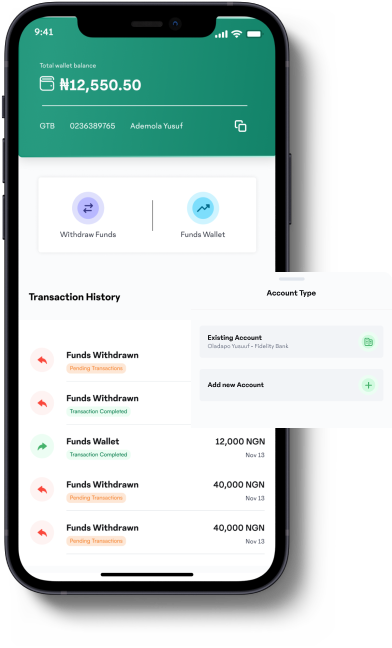 9:41
Total wallet balance
₦12,550.50
GTB 0236389765 Ademola Yusuf
Withdraw Funds
Funds Wallet
Transaction History
Account Type
Existing Account
Olisdapo Yusuuf - Fidelity Bank
Add new Account
Funds Withdrawn
Pending Transactions
Funds Withdrawn
Transaction Completed
Funds Wallet
12,000 NGN
Transaction Completed
Nov 13
Funds Withdrawn
40,000 NGN
Pending Transactions
Nov 13
Funds Withdrawn
40,000 NGN
Pending Transactions
Nov 13